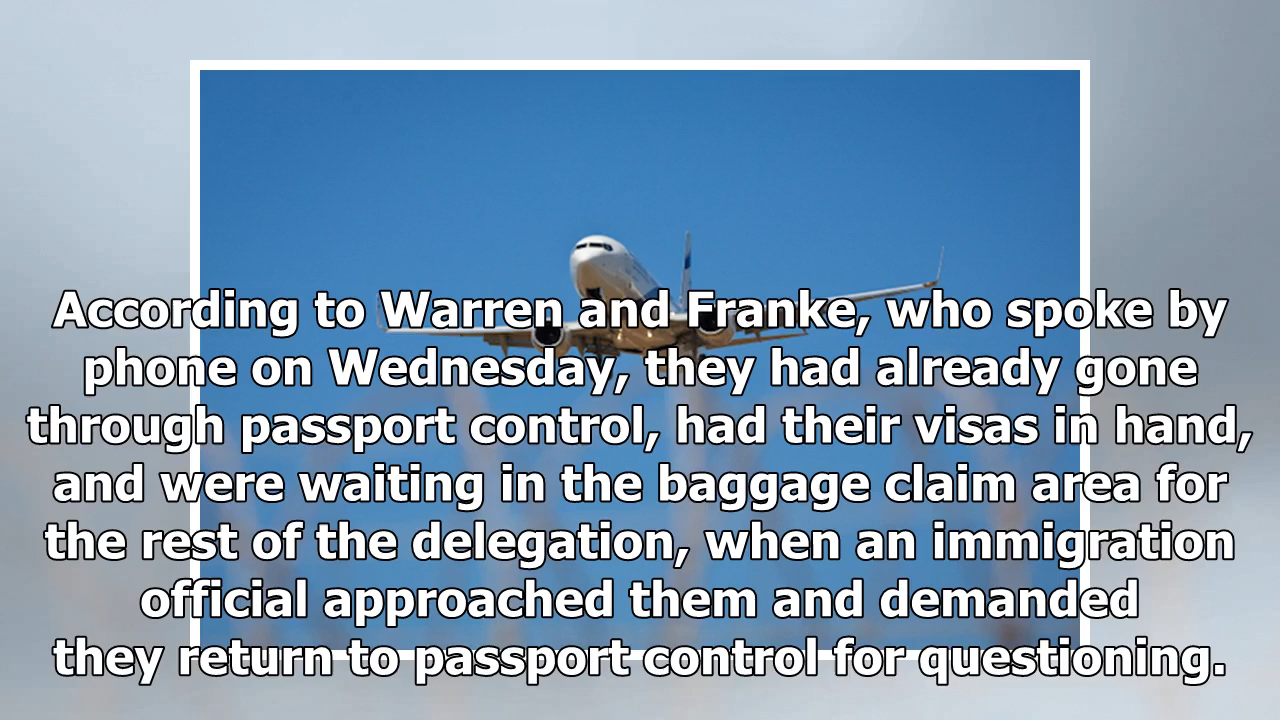 According to Warren and Franke, who spoke by
phone on Wednesday, they had already gone
through passport control, had their visas in hand,
and were waiting in the baggage claim area for
the rest of the delegation, when an immigration
official approached them and demanded
they return to passport control for questioning.